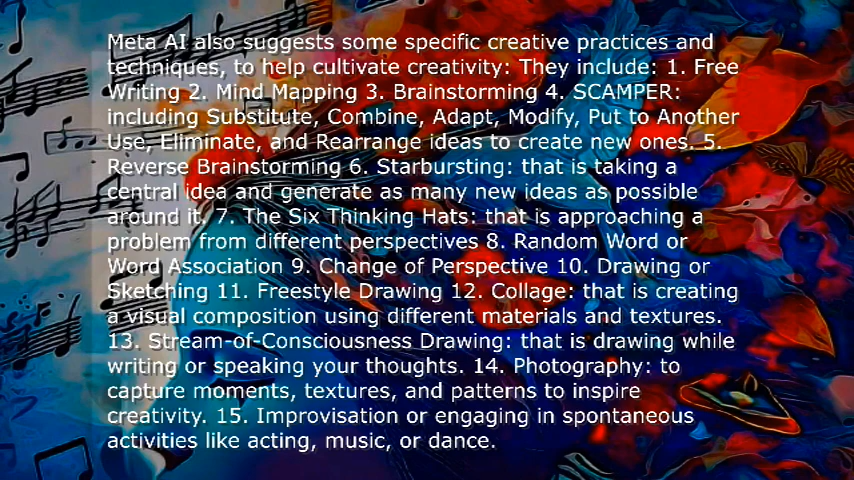 Meta AI also suggests some specific creative practices and
techniques, to help cultivate creativity: They include: 1. Free
Writing 2. Mind Mapping 3. Brainstorming 4. SCAMPER:
including Substitute, Combine, Adapt, Modify, Put to Another
Use, Eliminate, and Rearrange ideas to create new ones. 5.
Reverse Brainstorming 6. Starbursting: that is taking a
central idea and generate as many new ideas as possible
around it. 7. The Six Thinking Hats: that is approaching a
problem from different perspectives 8. Random Word or
Word Association 9. Change of Perspective 10. Drawing or
Sketching 11. Freestyle Drawing 12. Collage: that is creating
a visual composition using different materials and textures.
13. Stream-of-Consciousness Drawing: that is drawing while
writing or speaking your thoughts. 14. Photography: to
capture moments, textures, and patterns to inspire
creativity. 15. Improvisation or engaging in spontaneous
activities like acting, music, or dance.